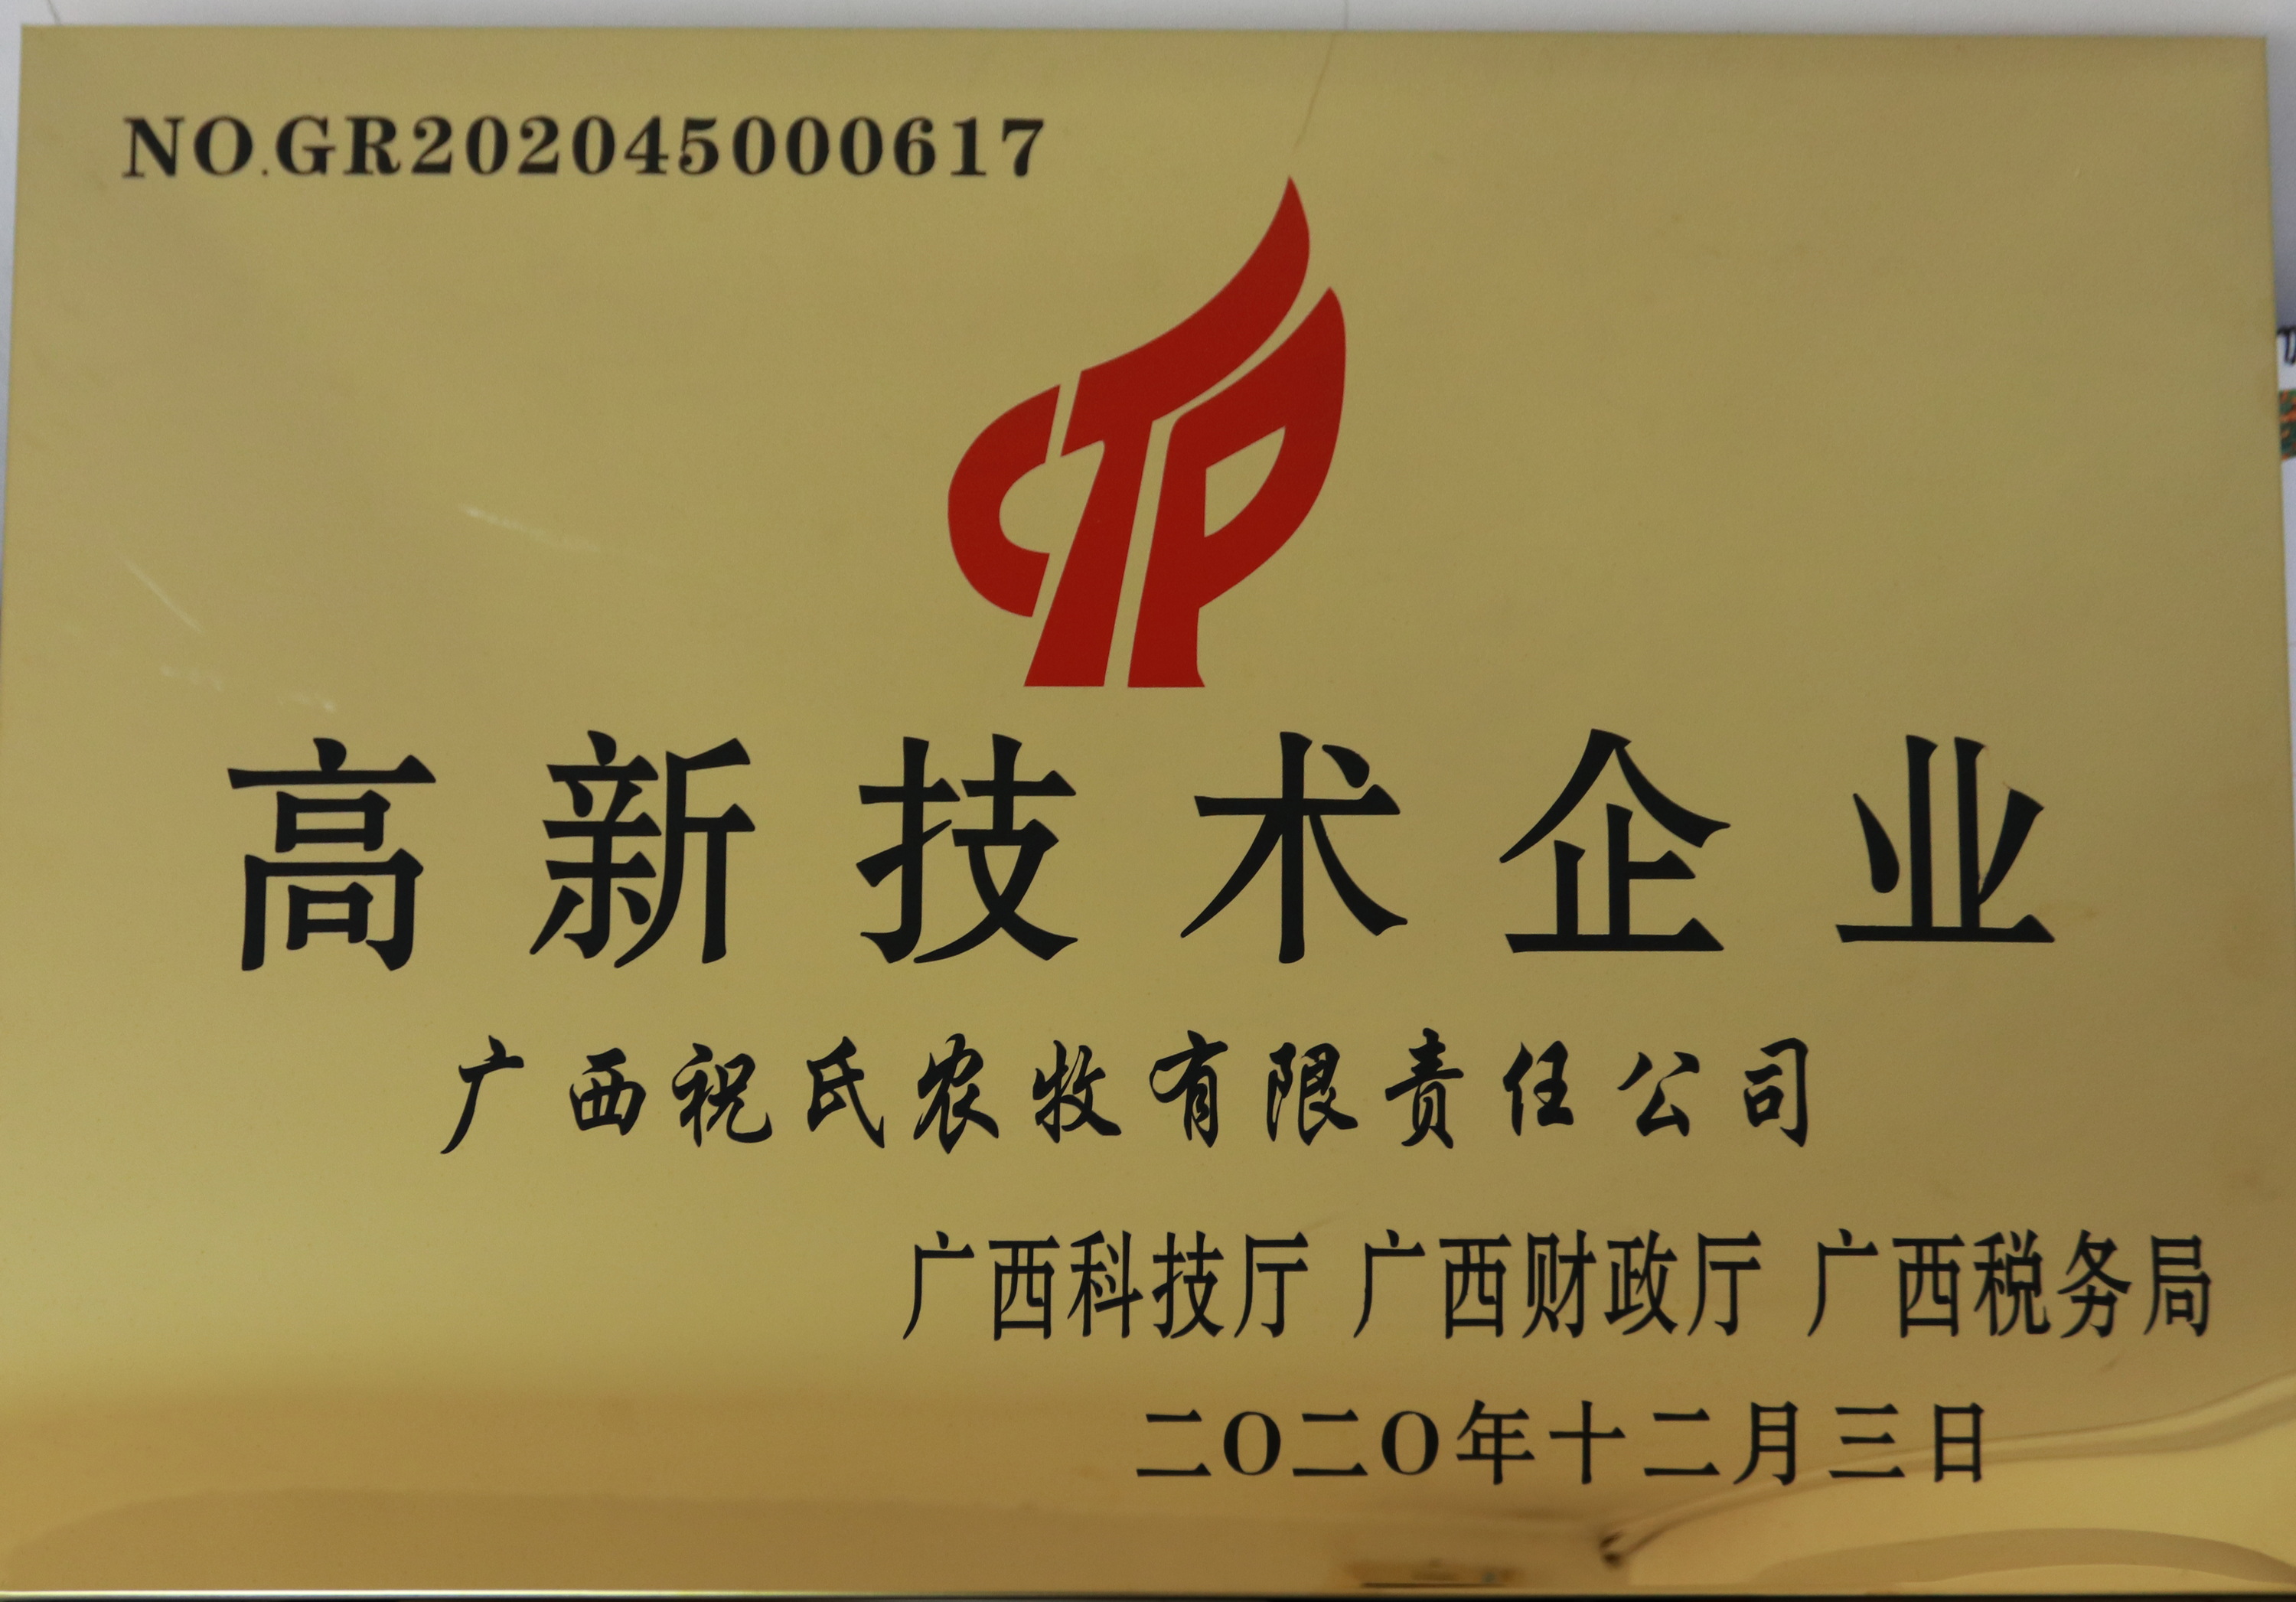 NO.GR202045000617
高新技术企业
广西祝氏农牧有限责任公司
广西科技厅 广西财政厅 广西税务局
二O二O年十二月三日